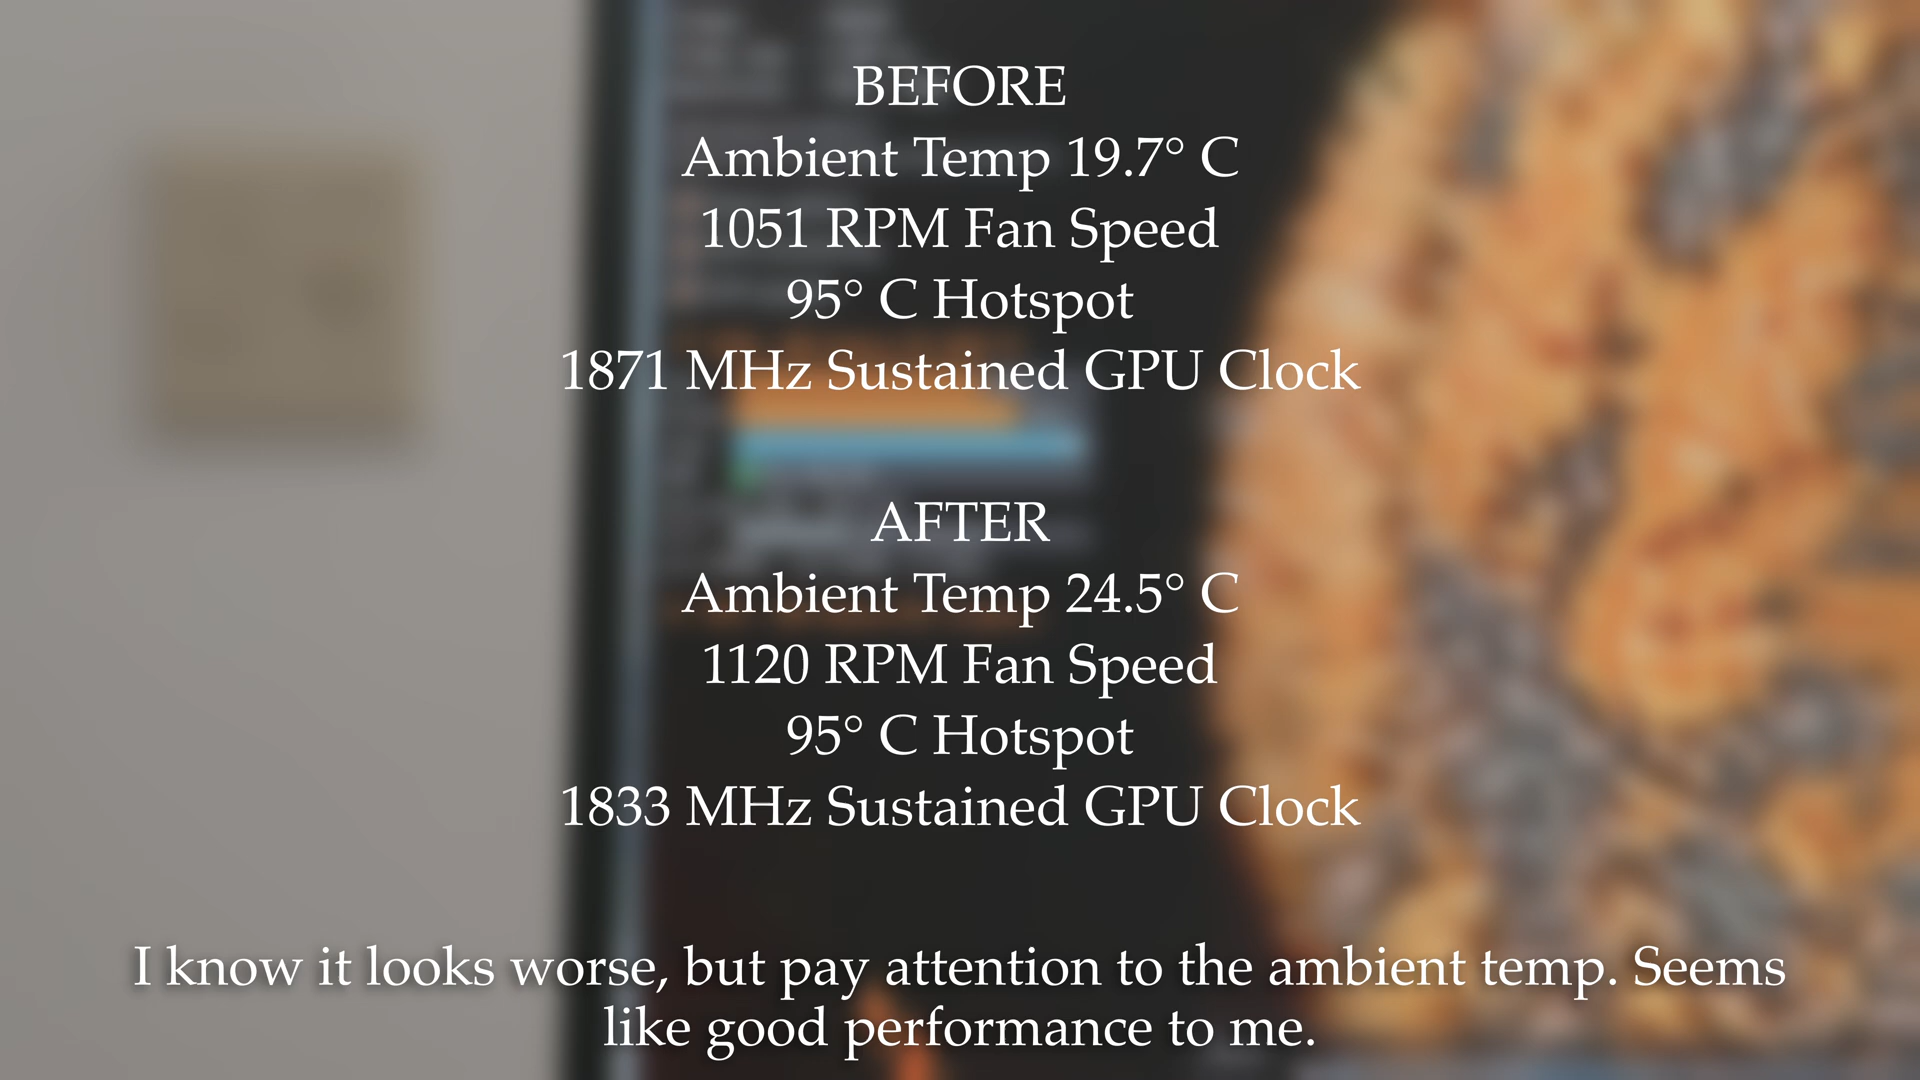 BEFORE
Ambient Temp 19.7° C
1051 RPM Fan Speed
95° C Hotspot
1871 MHz Sustained GPU Clock
AFTER
Ambient Temp 24.5° C
1120 RPM Fan Speed
95° C Hotspot
1833 MHz Sustained GPU Clock
I know it looks worse, but pay attention to the ambient temp. Seems
like good performance to me.